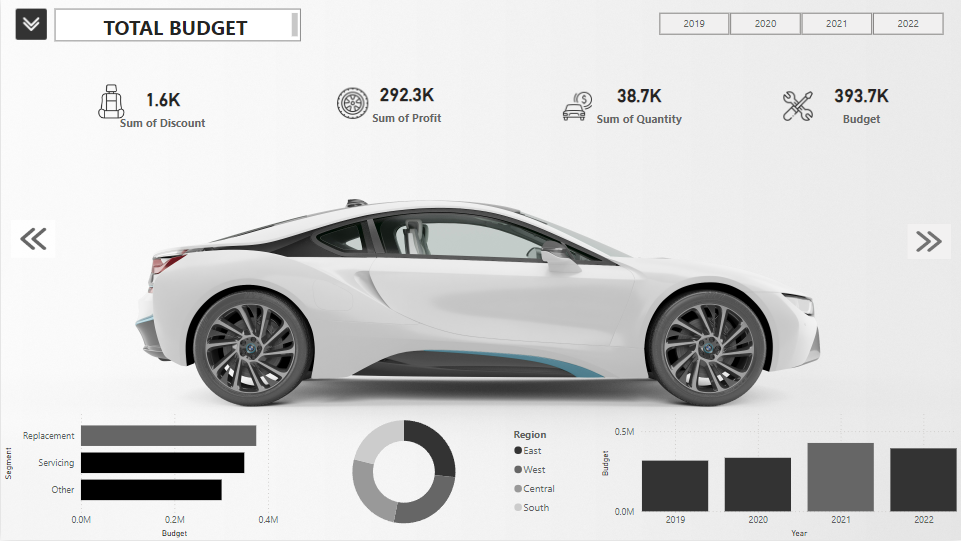 TOTAL BUDGET
2019
2020
2021
2022
1.6K
Sum of Discount
292.3K
Sum of Profit
38.7K
Sum of Quantity
393.7K
Budget
Segment
Replacement
Servicing
Other
0.0M
0.2M
0.4M
Budget
Region
East
West
Central
South
Budget
0.5M
0.0M
2019
2020
2021
2022
Year